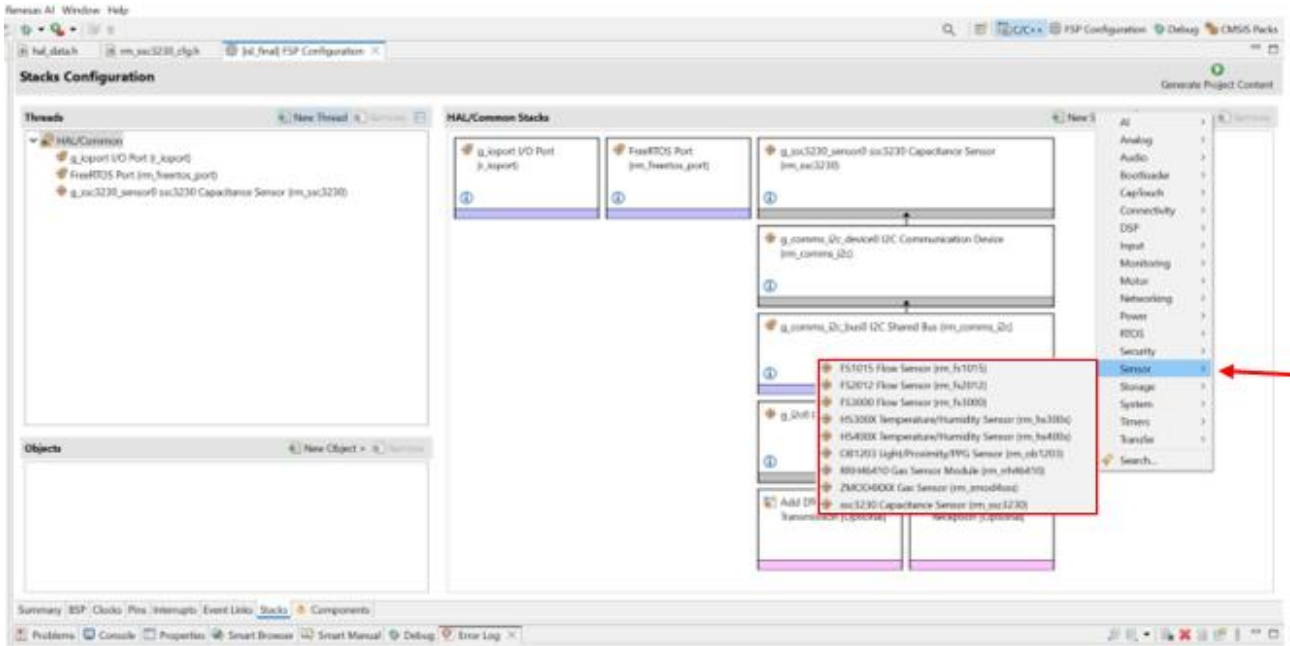 Renesas AI Window Help
C/C++ FSP Configuration Debug CMSIS Packs
hal_data.h rm_ssc3230_cfg.h [sl_final] FSP Configuration
Stacks Configuration
Generate Project Content
Threads New Thread
HAL/Common
g_ioport I/O Port (r_ioport)
FreeRTOS Port (rm_freertos_port)
g_ssc3230_sensor0 ssc3230 Capacitance Sensor (rm_ssc3230)
Objects New Object >
HAL/Common Stacks New S
g_ioport I/O Port
(r_ioport)
FreeRTOS Port
(rm_freertos_port)
g_ssc3230_sensor0 ssc3230 Capacitance Sensor
(rm_ssc3230)
g_comms_i2c_device0 I2C Communication Device
(rm_comms_i2c)
g_comms_i2c_bus0 I2C Shared Bus (rm_comms_i2c)
Transmission [Optional]
Reception [Optional]
AI
Analog
Audio
Bootloader
CapTouch
Connectivity
DSP
Input
Monitoring
Motor
Networking
Power
RTOS
Security
Sensor
Storage
System
Timers
Transfer
Search...
FS1015 Flow Sensor (rm_fs1015)
FS2012 Flow Sensor (rm_fs2012)
FS3000 Flow Sensor (rm_fs3000)
HS300X Temperature/Humidity Sensor (rm_hs300x)
HS400X Temperature/Humidity Sensor (rm_hs400x)
OB1203 Light/Proximity/PPG Sensor (rm_ob1203)
RRH46410 Gas Sensor Module (rm_rrh46410)
ZMOD4XXX Gas Sensor (rm_zmod4xxx)
ssc3230 Capacitance Sensor (rm_ssc3230)
Summary BSP Clocks Pins Interrupts Event Links Stacks Components
Problems Console Properties Smart Browser Smart Manual Debug Error Log